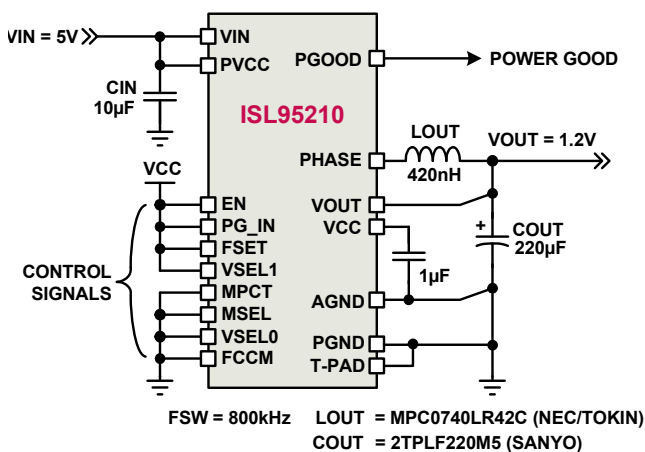 VIN = 5V
VIN
PVCC
PGOOD
POWER GOOD
CIN
10µF
ISL95210
LOUT
VOUT = 1.2V
PHASE
420nH
VCC
EN
VOUT
PG_IN
VCC
+
COUT
220µF
FSET
VSEL1
1µF
CONTROL
SIGNALS
MPCT
AGND
MSEL
VSEL0
PGND
FCCM
T-PAD
FSW = 800kHz LOUT = MPC0740LR42C (NEC/TOKIN)
COUT = 2TPLF220M5 (SANYO)